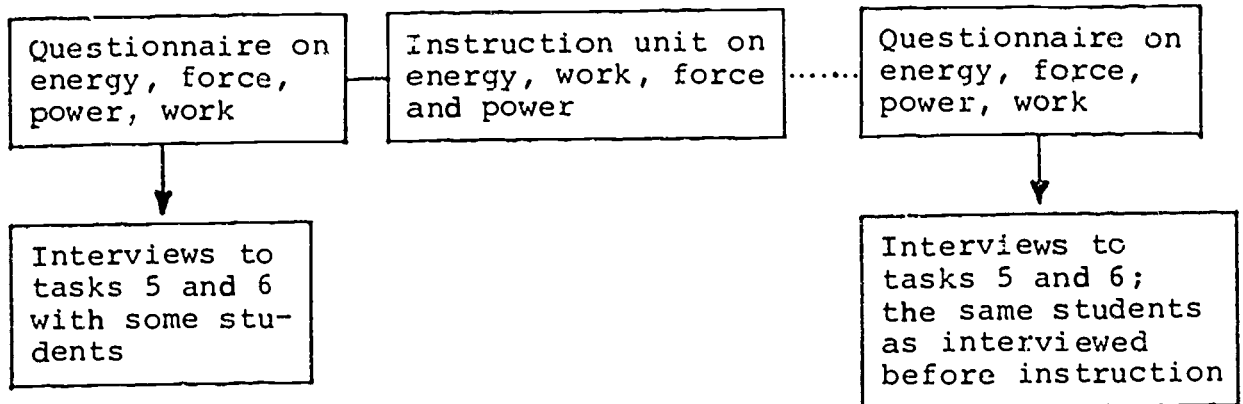 Questionnaire on
energy, force,
power, work
Instruction unit on
energy, work, force
and power
Questionnaire on
energy, force,
power, work
Interviews to
tasks 5 and 6
with some stu-
dents
Interviews to
tasks 5 and 6;
the same students
as interviewed
before instruction